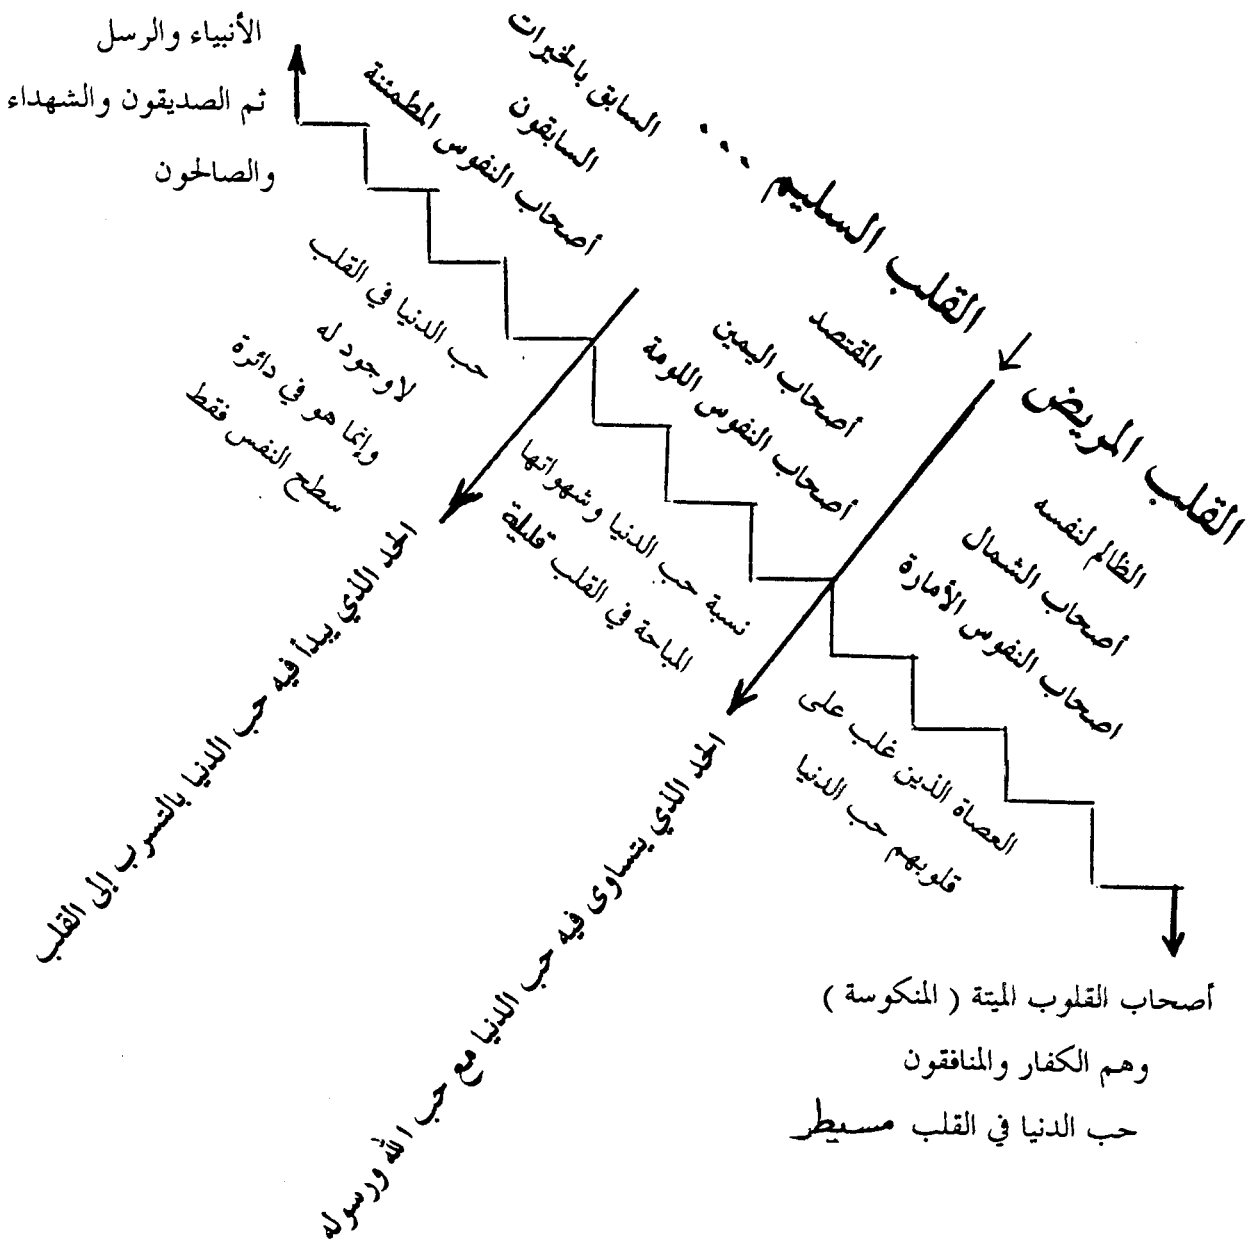 الأنبياء والرسل
ثم الصديقون والشهداء
والصالحون
السابق بالخيرات
السابقون
أصحاب النفوس المطمئنة
القلب السليم ...
المقتصد
أصحاب اليمين
أصحاب النفوس اللومة
القلب المريض
الظالم لنفسه
أصحاب الشمال
اصحاب النفوس الأمارة
حب الدنيا في القلب
لاوجود له
وإنما هو في دائرة
سطح النفس فقط
نسبة حب الدنيا وشهواتها
المباحة في القلب قليلة
العصاة الذين غلب على
قلوبهم حب الدنيا
الحد الذي يبدأ فيه حب الدنيا بالتسرب إلى القلب
الحد الذي يتساوى فيه حب الدنيا مع حب الله ورسوله
أصحاب القلوب الميتة ( المنكوسة )
وهم الكفار والمنافقون
حب الدنيا في القلب مسيطر